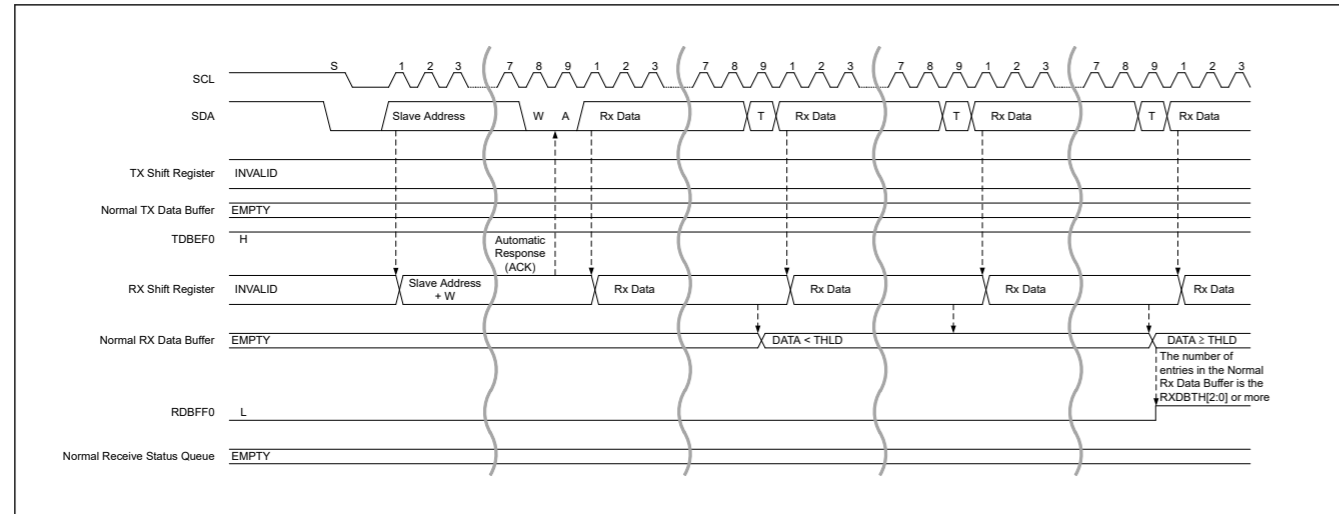 S 1 2 3 7 8 9 1 2 3 7 8 9 1 2 3 7 8 9 1 2 3 7 8 9 1 2 3
SCL
SDA Slave Address W A Rx Data T Rx Data T Rx Data T Rx Data
TX Shift Register INVALID
Normal TX Data Buffer EMPTY
TDBEF0 H
Automatic
Response
(ACK)
RX Shift Register INVALID Slave Address
+ W
Rx Data Rx Data Rx Data Rx Data
Normal RX Data Buffer EMPTY DATA < THLD DATA ≥ THLD
The number of
entries in the Normal
Rx Data Buffer is the
RXDBTH[2:0] or more
RDBFF0 L
Normal Receive Status Queue EMPTY